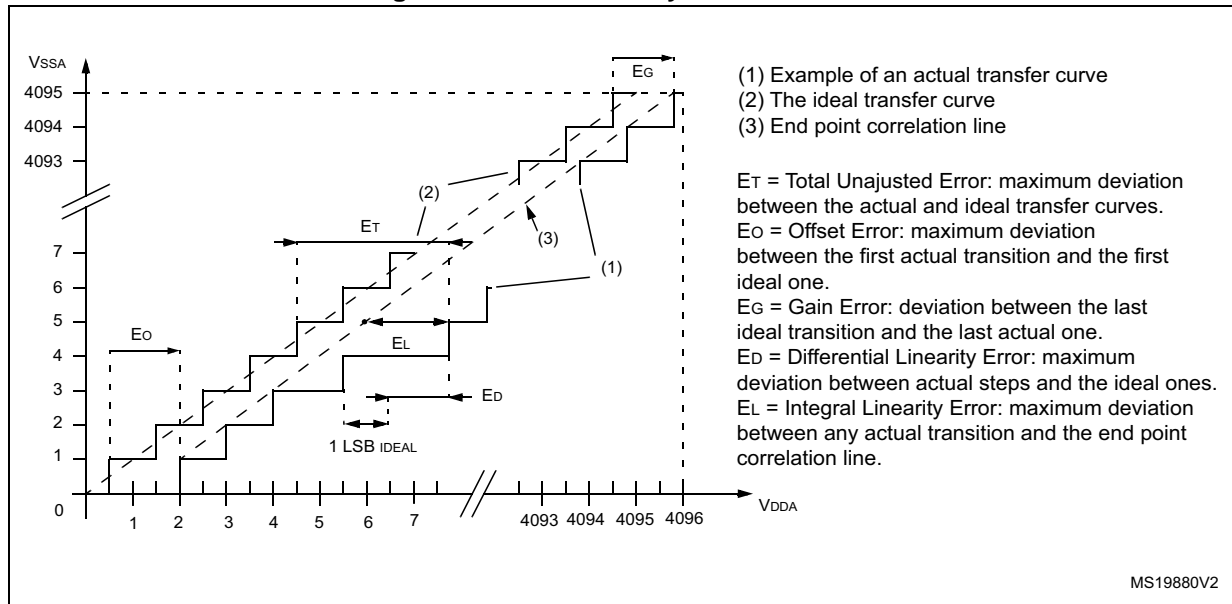 VSSA
EG
4095
4094
4093
(2)
ET
(3)
(1)
7
6
5
4
3
2
1
0
EO
EL
ED
1 LSB IDEAL
1 2 3 4 5 6 7 4093 4094 4095 4096
VDDA
(1) Example of an actual transfer curve
(2) The ideal transfer curve
(3) End point correlation line
ET = Total Unajusted Error: maximum deviation
between the actual and ideal transfer curves.
EO = Offset Error: maximum deviation
between the first actual transition and the first
ideal one.
EG = Gain Error: deviation between the last
ideal transition and the last actual one.
ED = Differential Linearity Error: maximum
deviation between actual steps and the ideal ones.
EL = Integral Linearity Error: maximum deviation
between any actual transition and the end point
correlation line.
MS19880V2